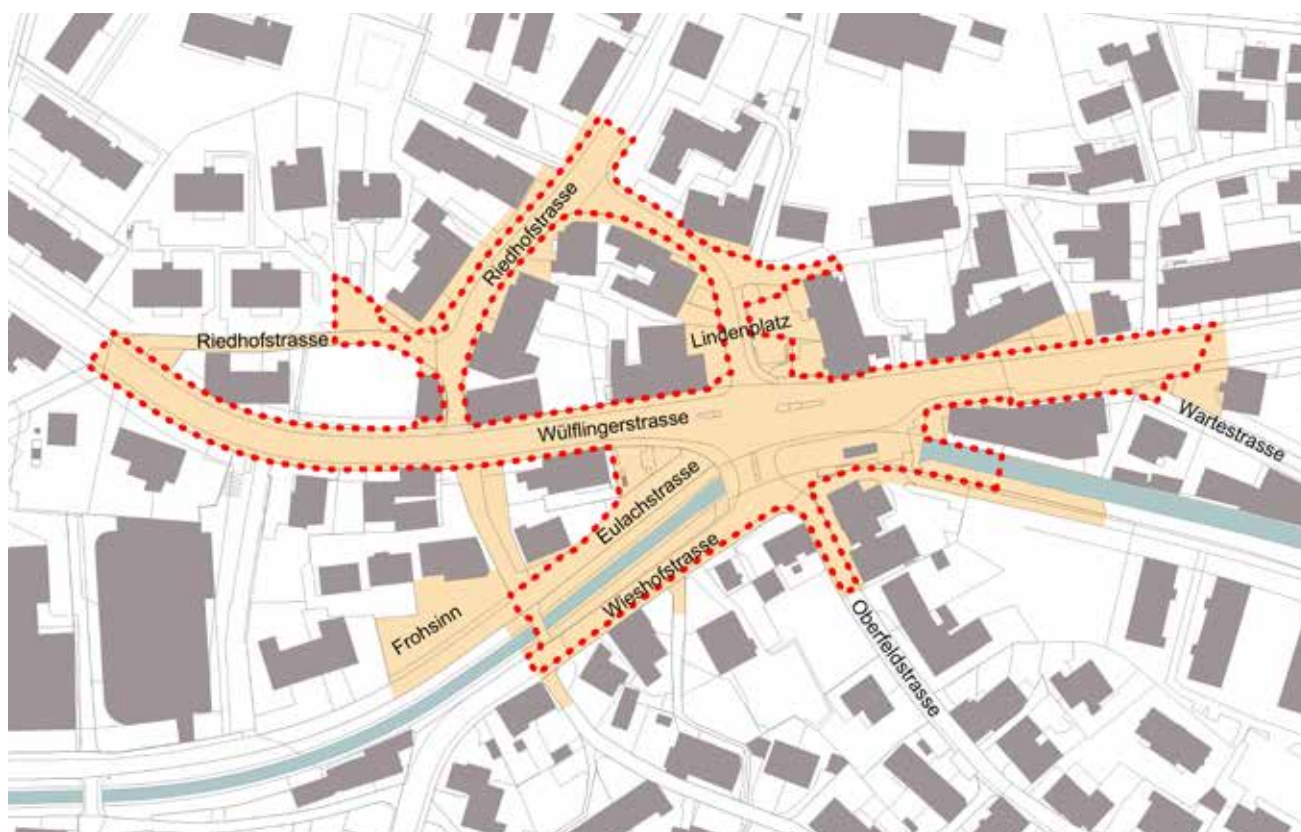 Riedhofstrasse
Riedhofstrasse
Lindenplatz
Wülflingerstrasse
Wartestrasse
Eulachstrasse
Wieshofstrasse
Frohsinn
Oberfeldstrasse